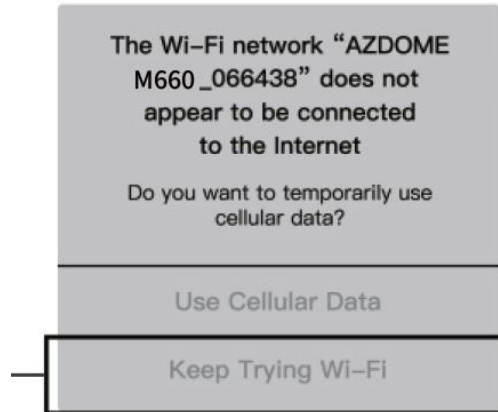 The Wi-Fi network “AZDOME
M660_066438” does not
appear to be connected
to the Internet
Do you want to temporarily use
cellular data?
Use Cellular Data
Keep Trying Wi-Fi